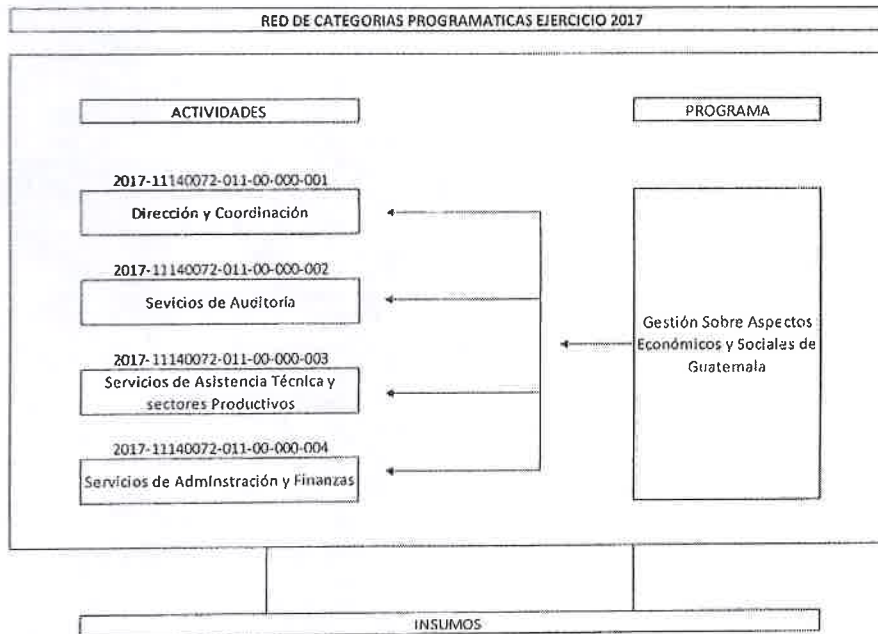 RED DE CATEGORIAS PROGRAMATICAS EJERCICIO 2017
ACTIVIDADES
PROGRAMA
2017-11140072-011-00-000-001
Dirección y Coordinación
2017-11140072-011-00-000-002
Sevicios de Auditoría
2017-11140072-011-00-000-003
Servicios de Asistencia Técnica y
sectores Productivos
2017-11140072-011-00-000-004
Servicios de Adminstración y Finanzas
Gestión Sobre Aspectos
Económicos y Sociales de
Guatemala
INSUMOS